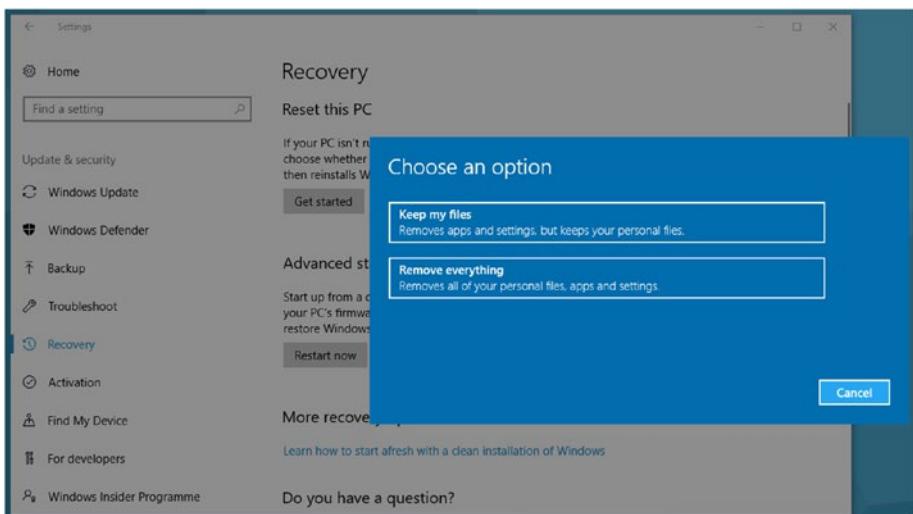 Settings
Home
Find a setting
Update & security
Windows Update
Windows Defender
Backup
Troubleshoot
Recovery
Activation
Find My Device
For developers
Windows Insider Programme
Recovery
Reset this PC
If your PC isn't
choose whether
then reinstalls
Get started
Advanced
Start up from a
your PC's
restore Windows
Restart now
More
Learn how to start afresh with a clean installation of Windows
Do you have a question?
Choose an option
Keep my files
Removes apps and settings, but keeps your personal files.
Remove everything
Removes all of your personal files, apps and settings.
Cancel